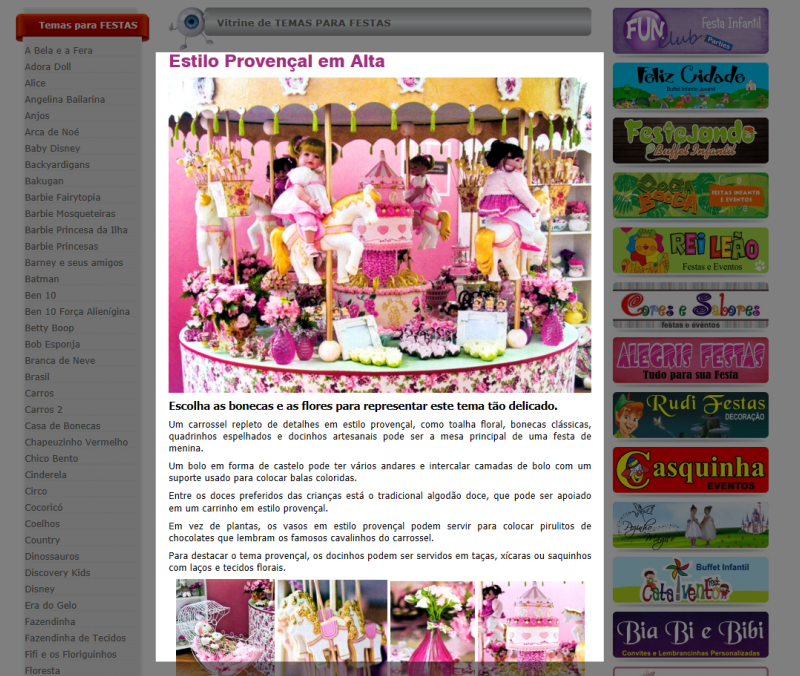 Temas para FESTAS
A Bela e a Fera
Adora Doll
Alice
Angelina Bailarina
Anjos
Arca de Noé
Baby Disney
Backyardigans
Bakugan
Barbie Fairytopia
Barbie Mosqueteiras
Barbie Princesa da Ilha
Barbie Princesas
Barney e seus amigos
Batman
Ben 10
Ben 10 Força Alienígina
Betty Boop
Bob Esponja
Branca de Neve
Brasil
Carros
Carros 2
Casa de Bonecas
Chapeuzinho Vermelho
Chico Bento
Cinderela
Circo
Cocoricó
Coelhos
Country
Dinossauros
Discovery Kids
Disney
Era do Gelo
Fazendinha
Fazendinha de Tecidos
Fifi e os Floriguinhos
Floresta
Vitrine de TEMAS PARA FESTAS
Estilo Provençal em Alta
Escolha as bonecas e as flores para representar este tema tão delicado.
Um carrossel repleto de detalhes em estilo provençal, como toalha floral, bonecas clássicas,
quadrinhos espelhados e docinhos artesanais pode ser a mesa principal de uma festa de
menina.
Um bolo em forma de castelo pode ter vários andares e intercalar camadas de bolo com um
suporte usado para colocar balas coloridas.
Entre os doces preferidos das crianças está o tradicional algodão doce, que pode ser apoiado
em um carrinho em estilo provençal.
Em vez de plantas, os vasos em estilo provençal podem servir para colocar pirulitos de
chocolates que lembram os famosos cavalinhos do carrossel.
Para destacar o tema provençal, os docinhos podem ser servidos em taças, xícaras ou saquinhos
com laços e tecidos florais.
FUN Festa Infantil
club Parties
Feliz Cidade
Buffet Infanto Juvenil
Festejando
Buffet Infantil
FESTAS INFANTIS
E EVENTOS
REI LEÃO
Festas e Eventos
Cores e Sabores
festas e eventos
ALEGRIS FESTAS
Tudo para sua Festa
Rudi Festas
DECORAÇÃO
Casquinha
EVENTOS
Buffet Infantil
Cata Vento
Bia Bi e Bibi
Convites e Lembrancinhas Personalizadas